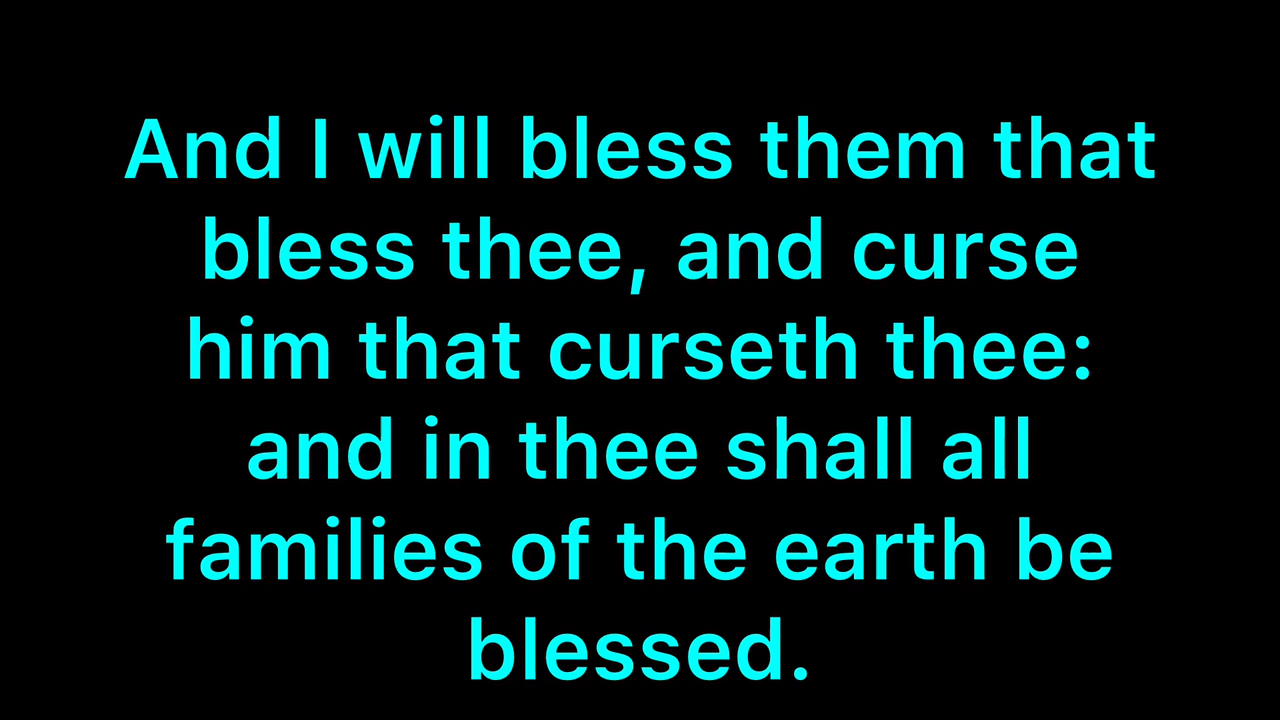 And I will bless them that
bless thee, and curse
him that curseth thee:
and in thee shall all
families of the earth be
blessed.